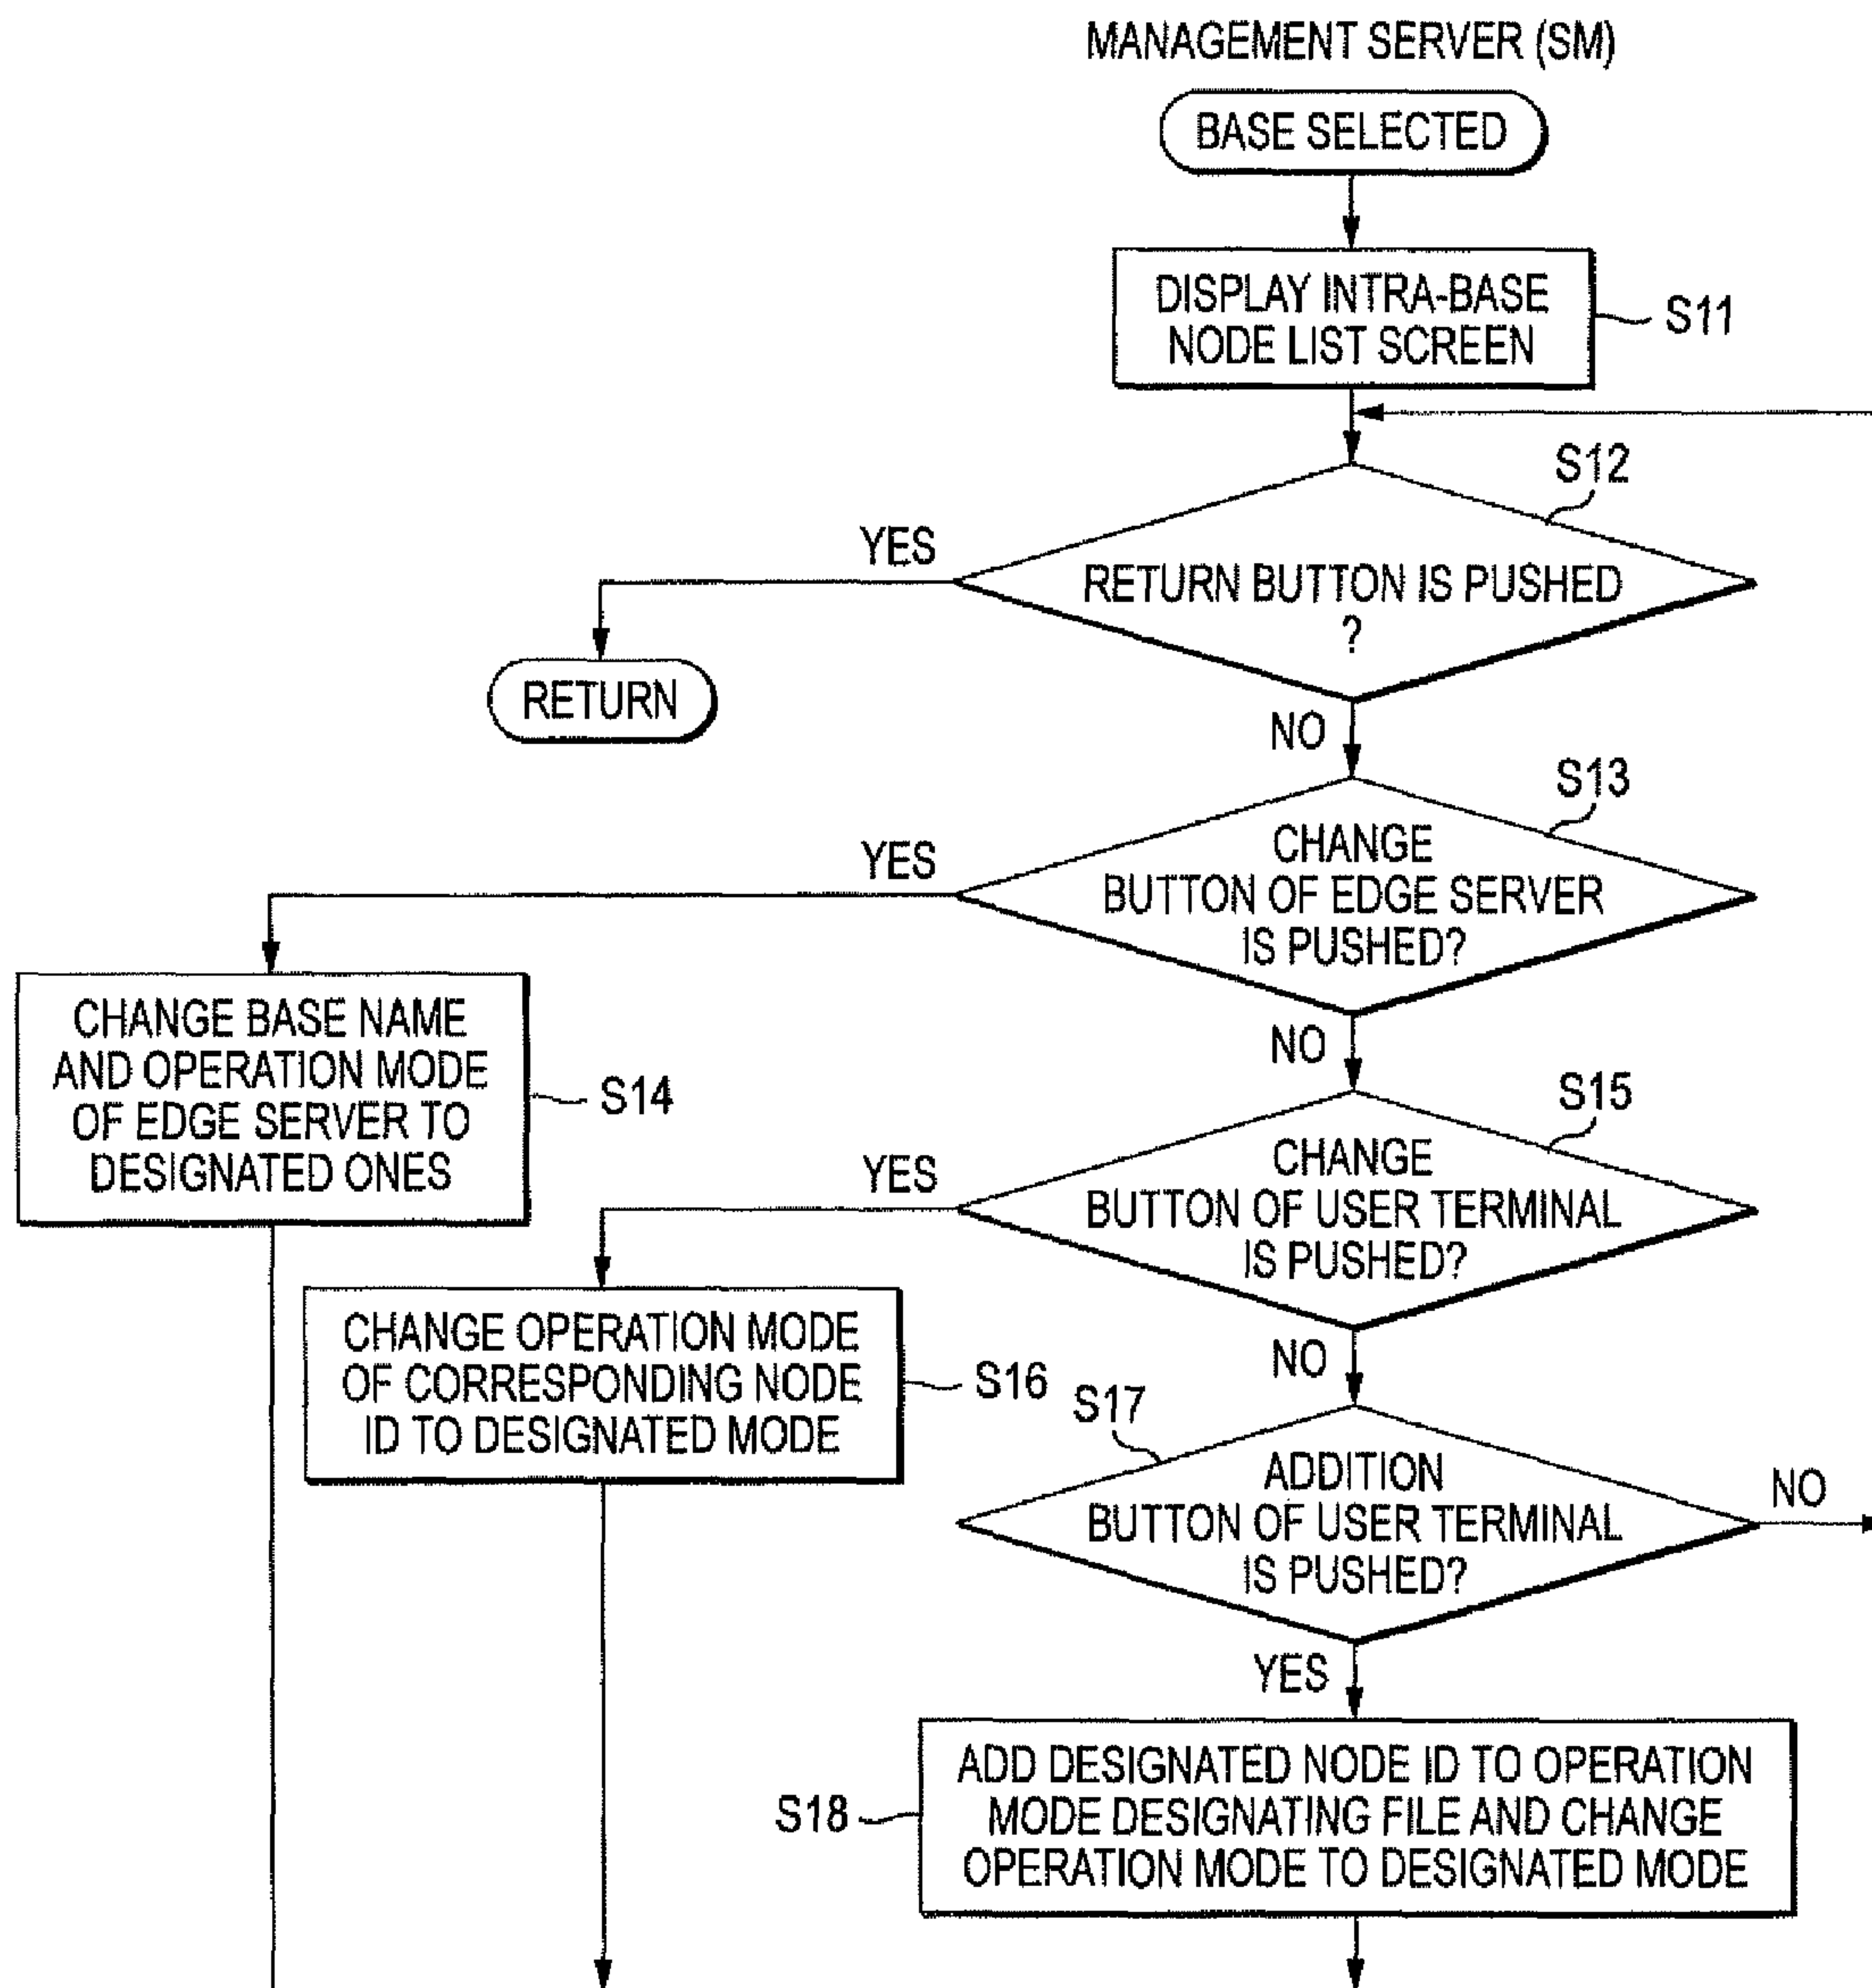 MANAGEMENT SERVER (SM)
BASE SELECTED
DISPLAY INTRA-BASE
NODE LIST SCREEN
S11
S12
YES
RETURN BUTTON IS PUSHED
?
RETURN
NO
S13
YES
CHANGE
BUTTON OF EDGE SERVER
IS PUSHED?
CHANGE BASE NAME
AND OPERATION MODE
OF EDGE SERVER TO
DESIGNATED ONES
S14
NO
S15
YES
CHANGE
BUTTON OF USER TERMINAL
IS PUSHED?
CHANGE OPERATION MODE
OF CORRESPONDING NODE
ID TO DESIGNATED MODE
S16
NO
S17
ADDITION
BUTTON OF USER TERMINAL
IS PUSHED?
NO
YES
ADD DESIGNATED NODE ID TO OPERATION
MODE DESIGNATING FILE AND CHANGE
OPERATION MODE TO DESIGNATED MODE
S18